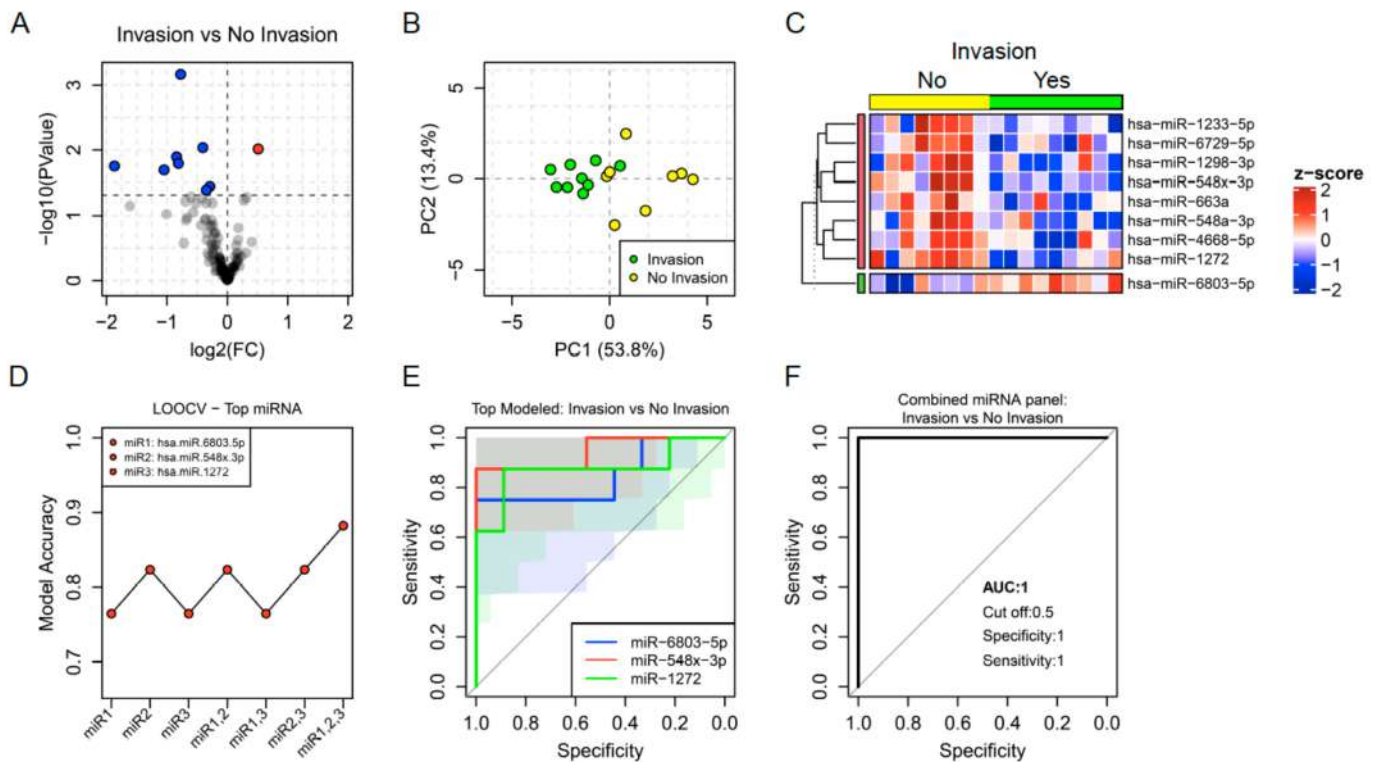 A
Invasion vs No Invasion
−log10(PValue)
3
2
1
0
−2
−1
0
1
2
log2(FC)
B
PC2 (13.4%)
5
0
−5
Invasion
No Invasion
−5
0
5
PC1 (53.8%)
C
Invasion
No
Yes
hsa−miR−1233−5p
hsa−miR−6729−5p
hsa−miR−1298−3p
hsa−miR−548x−3p
hsa−miR−663a
hsa−miR−548a−3p
hsa−miR−4668−5p
hsa−miR−1272
hsa−miR−6803−5p
z−score
2
1
0
−1
−2
D
LOOCV − Top miRNA
miR1: hsa.miR.6803.5p
miR2: hsa.miR.548x.3p
miR3: hsa.miR.1272
Model Accuracy
1.0
0.9
0.8
0.7
miR1
miR2
miR3
miR1,2
miR1,3
miR2,3
miR1,2,3
E
Top Modeled: Invasion vs No Invasion
Sensitivity
1.0
0.8
0.6
0.4
0.2
0.0
miR−6803−5p
miR−548x−3p
miR−1272
1.0
0.8
0.6
0.4
0.2
0.0
Specificity
F
Combined miRNA panel:
Invasion vs No Invasion
Sensitivity
1.0
0.8
0.6
0.4
0.2
0.0
AUC:1
Cut off:0.5
Specificity:1
Sensitivity:1
1.0
0.8
0.6
0.4
0.2
0.0
Specificity